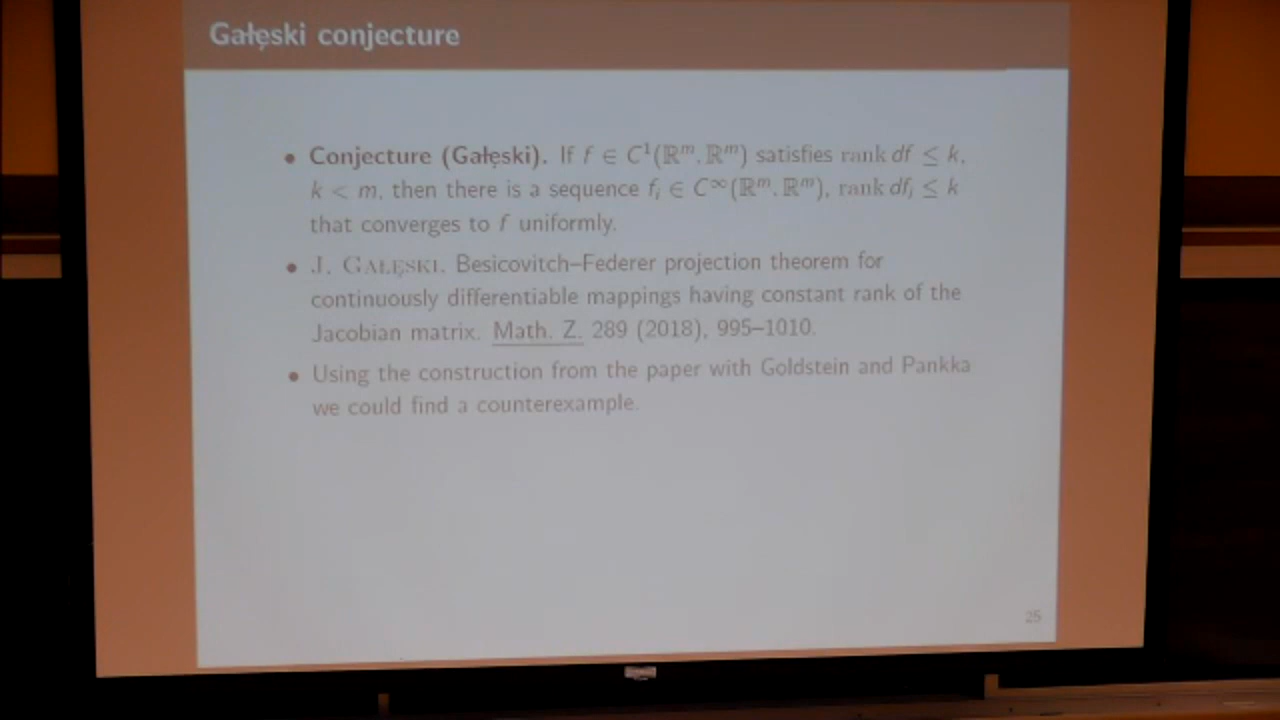 Gałęski conjecture
• Conjecture (Gałęski). If f ∈ C¹(ℝᵐ, ℝᵐ) satisfies rank df ≤ k,
k < m, then there is a sequence fᵢ ∈ C^∞(ℝᵐ, ℝᵐ), rank dfᵢ ≤ k
that converges to f uniformly.
• J. GAŁĘSKI. Besicovitch–Federer projection theorem for
continuously differentiable mappings having constant rank of the
Jacobian matrix. Math. Z. 289 (2018), 995–1010.
• Using the construction from the paper with Goldstein and Pankka
we could find a counterexample.
25